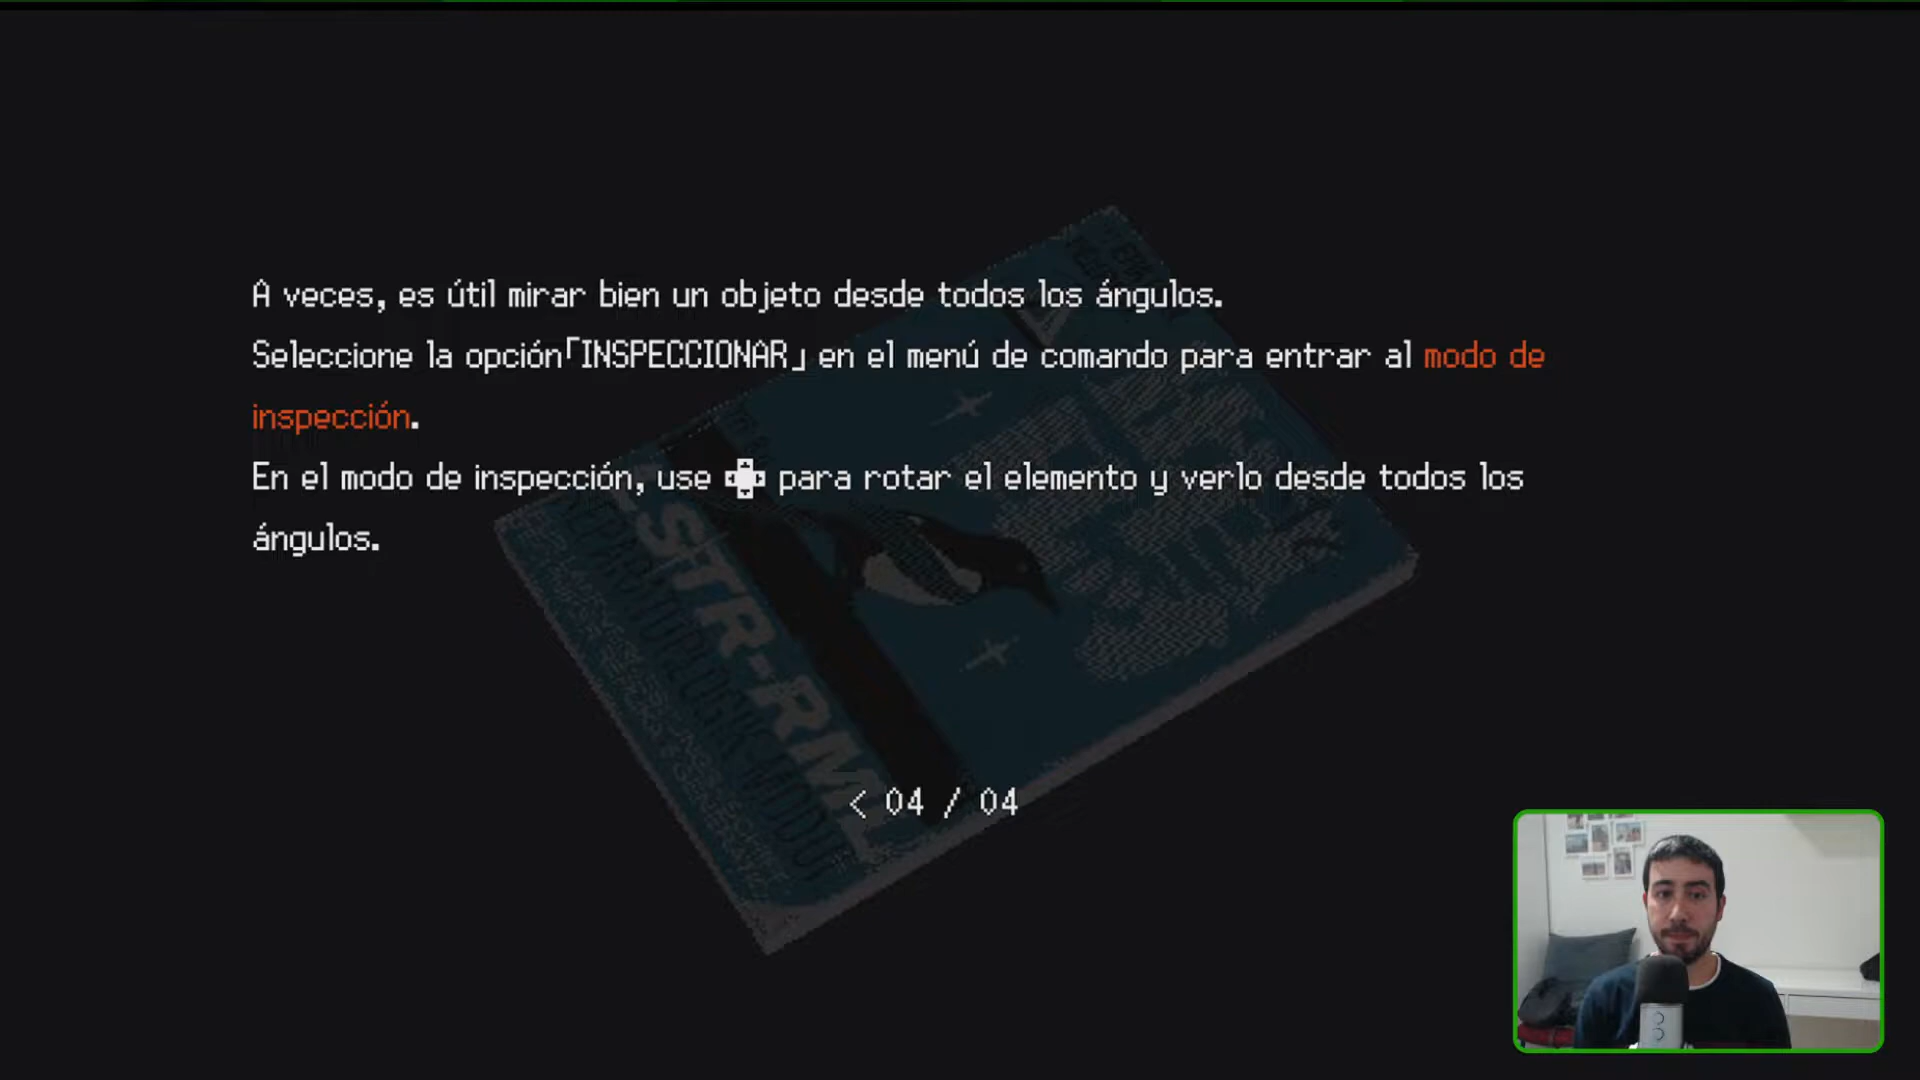 A veces, es útil mirar bien un objeto desde todos los ángulos.
Seleccione la opción「INSPECCIONAR」en el menú de comando para entrar al modo de
inspección.
En el modo de inspección, use para rotar el elemento y verlo desde todos los
ángulos.
STR-RM
< 04 / 04